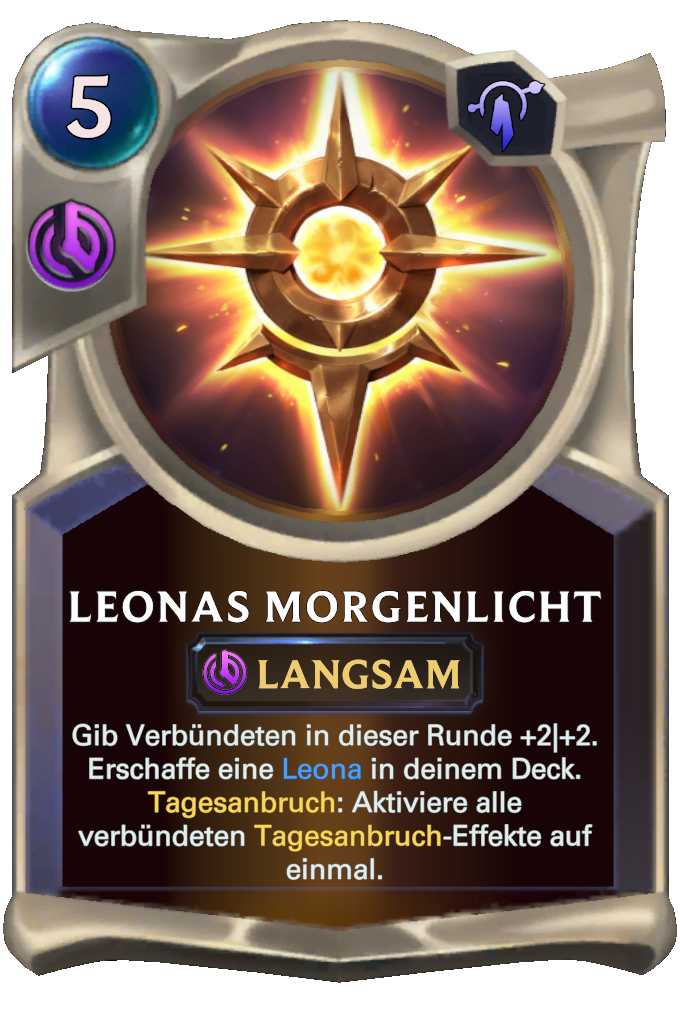 5
LEONAS MORGENLICHT
LANGSAM
Gib Verbündeten in dieser Runde +2|+2.
Erschaffe eine Leona in deinem Deck.
Tagesanbruch: Aktiviere alle
verbündeten Tagesanbruch-Effekte auf
einmal.